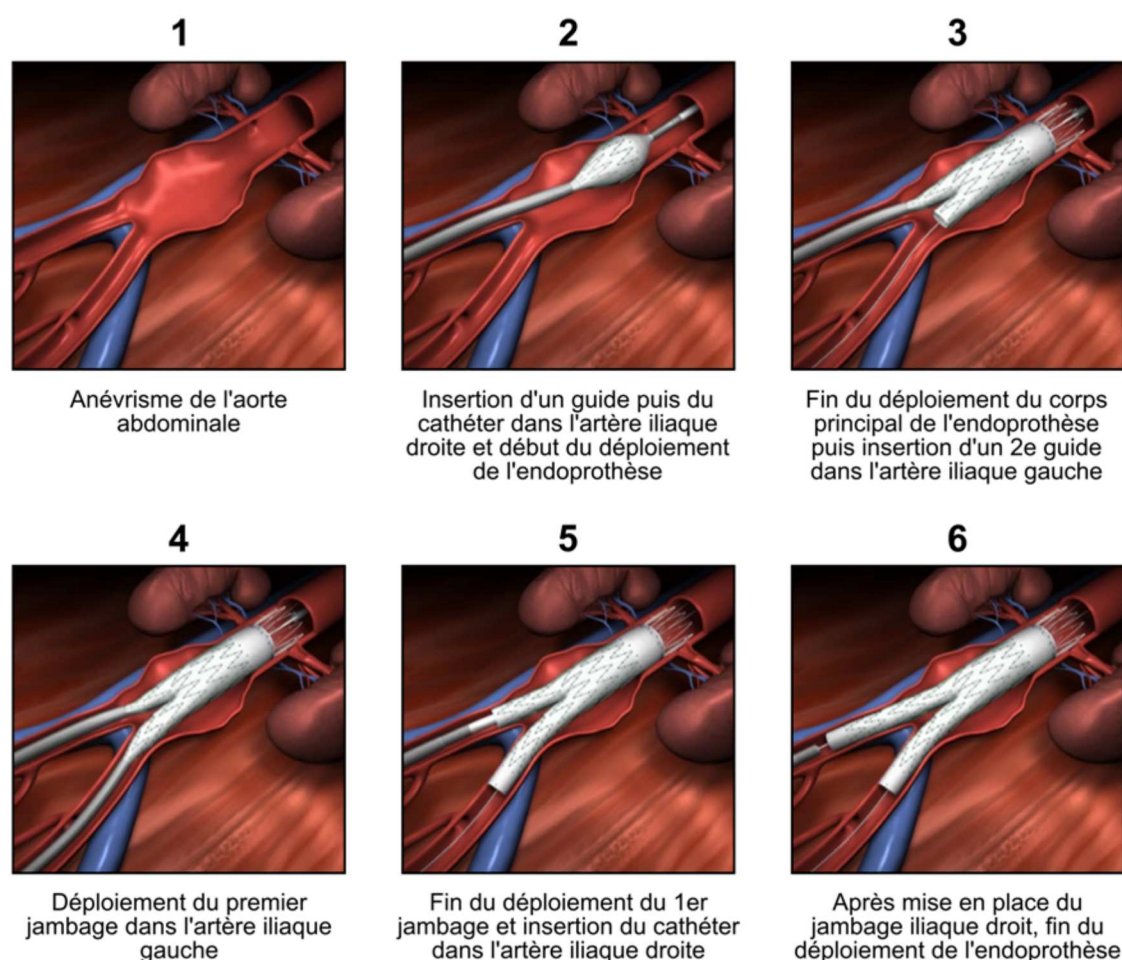 1
2
3
Anévrisme de l'aorte
abdominale
Insertion d'un guide puis du
cathéter dans l'artère iliaque
droite et début du déploiement
de l'endoprothèse
Fin du déploiement du corps
principal de l'endoprothèse
puis insertion d'un 2e guide
dans l'artère iliaque gauche
4
5
6
Déploiement du premier
jambage dans l'artère iliaque
gauche
Fin du déploiement du 1er
jambage et insertion du cathéter
dans l'artère iliaque droite
Après mise en place du
jambage iliaque droit, fin du
déploiement de l'endoprothèse